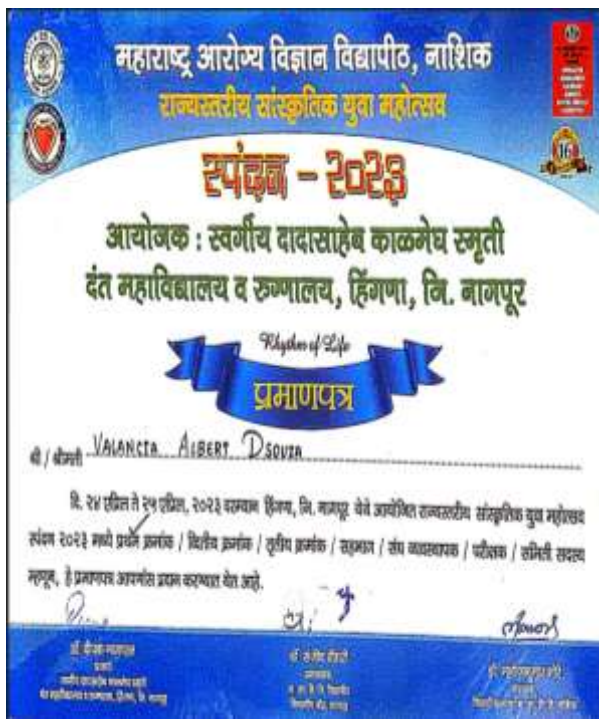 महाराष्ट्र आरोग्य विज्ञान विद्यापीठ, नाशिक
राज्यस्तरीय सांस्कृतिक युवा महोत्सव
स्पंदन - २०२३
आयोजक : स्वर्गीय दादासाहेब काळमेघ स्मृती
दंत महाविद्यालय व रुग्णालय, हिंगणा, जि. नागपूर
Rhythm of Life
प्रमाणपत्र
श्री / श्रीमती VALANCIA ALBERT DSOUZA
दि. २४ एप्रिल ते २५ एप्रिल, २०२३ दरम्यान हिंगणा, जि. नागपूर येथे आयोजित राज्यस्तरीय सांस्कृतिक युवा महोत्सव
स्पंदन २०२३ मध्ये प्रथम क्रमांक / द्वितीय क्रमांक / तृतीय क्रमांक / सहभाग / संघ व्यवस्थापक / परीक्षक / समिती सदस्य
म्हणून, हे प्रमाणपत्र आपणांस प्रदान करण्यात येत आहे.